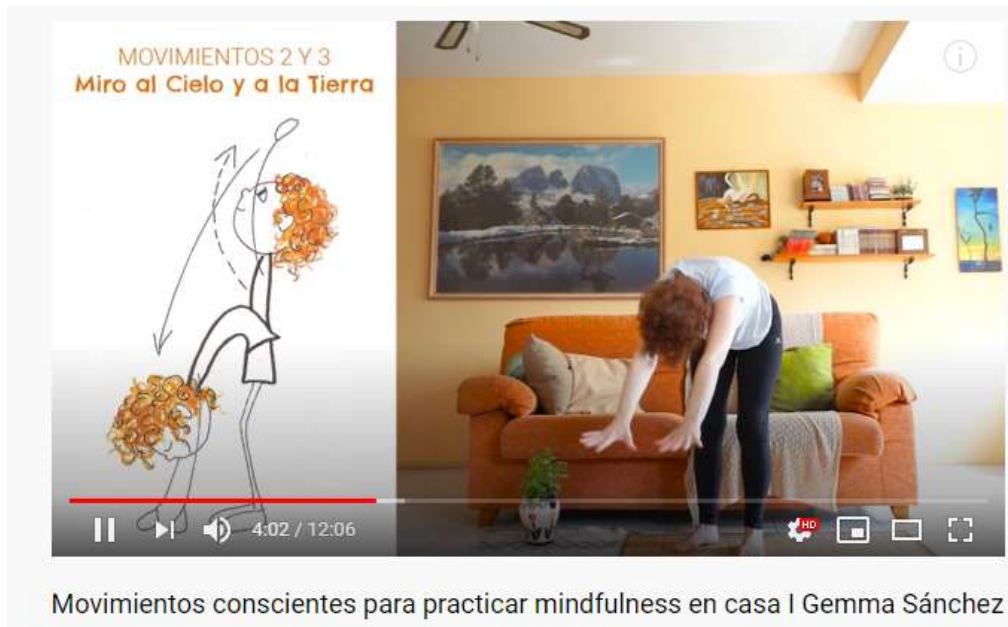 MOVIMIENTOS 2 Y 3
Miro al Cielo y a la Tierra
4:02 / 12:06
HD
Movimientos conscientes para practicar mindfulness en casa I Gemma Sánchez